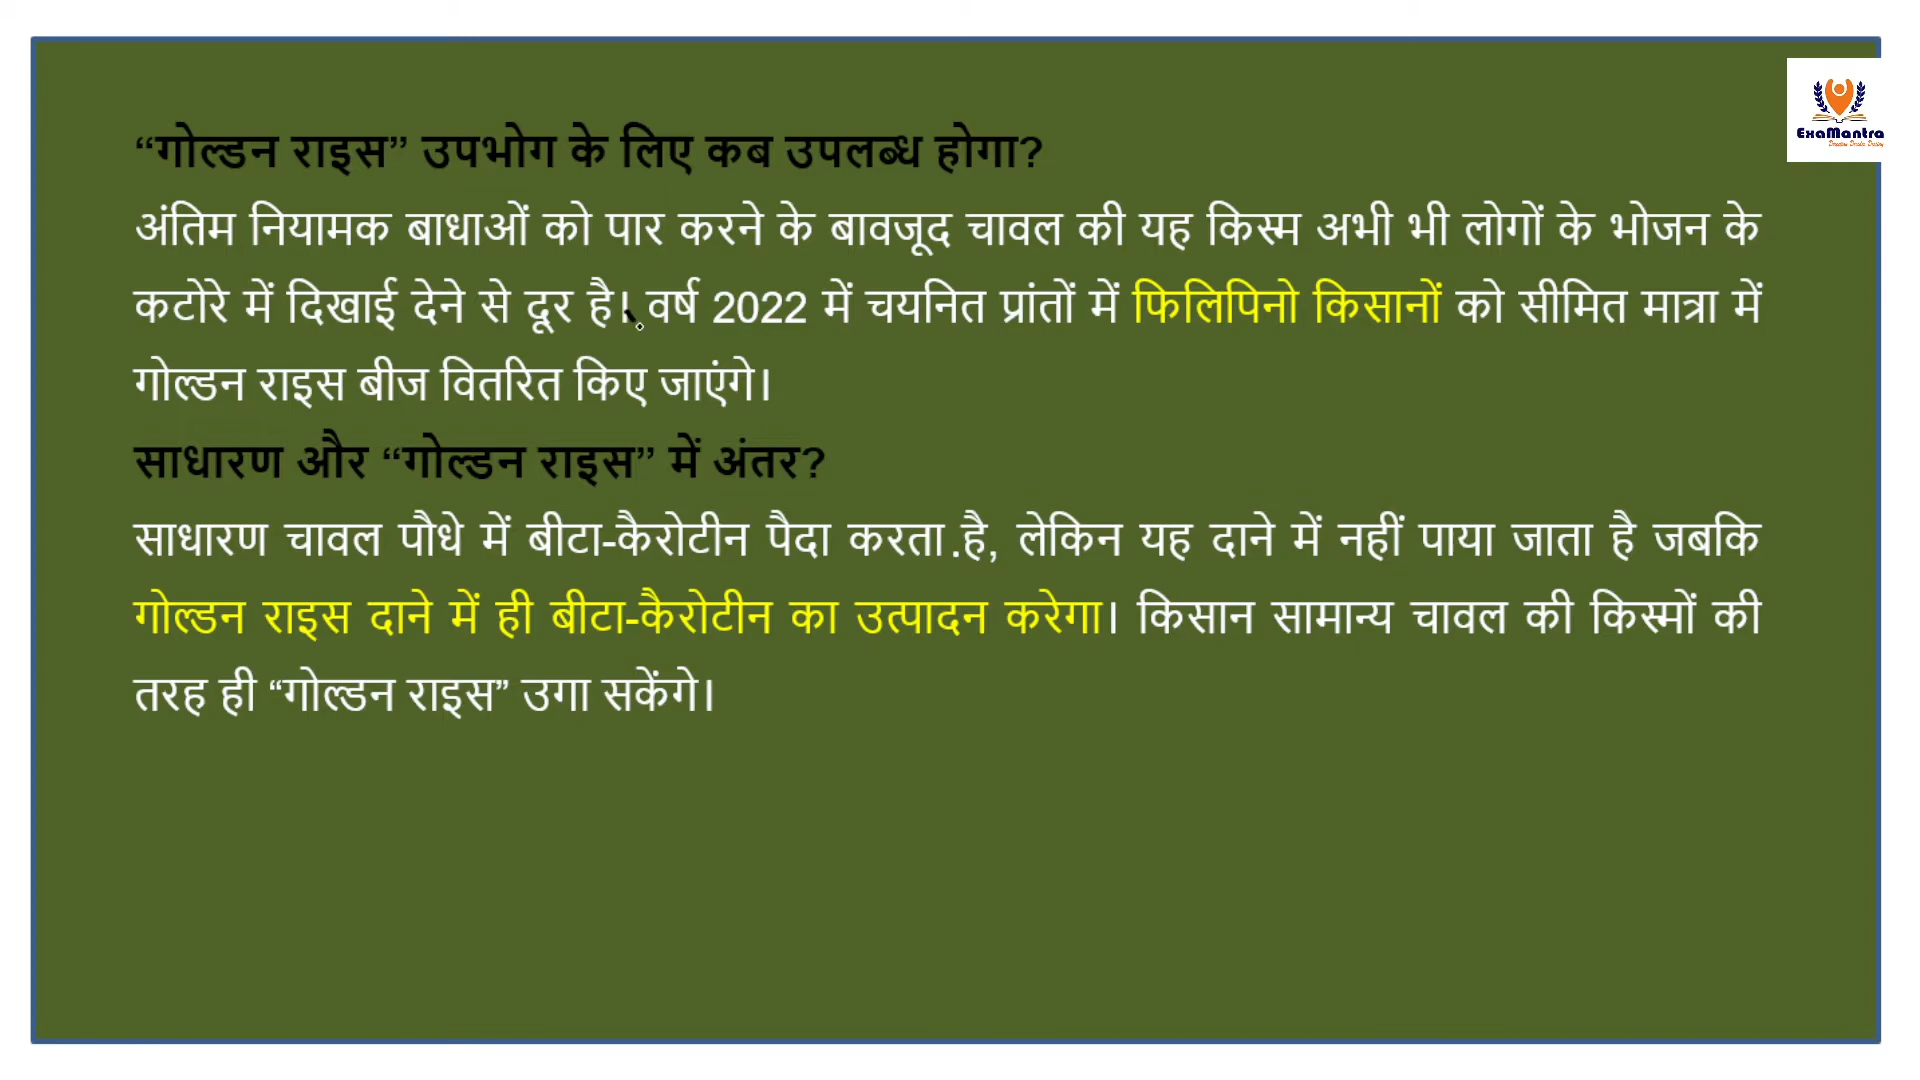 “गोल्डन राइस” उपभोग के लिए कब उपलब्ध होगा?
अंतिम नियामक बाधाओं को पार करने के बावजूद चावल की यह किस्म अभी भी लोगों के भोजन के
कटोरे में दिखाई देने से दूर है। वर्ष 2022 में चयनित प्रांतों में फिलिपिनो किसानों को सीमित मात्रा में
गोल्डन राइस बीज वितरित किए जाएंगे।
साधारण और “गोल्डन राइस” में अंतर?
साधारण चावल पौधे में बीटा-कैरोटीन पैदा करता.है, लेकिन यह दाने में नहीं पाया जाता है जबकि
गोल्डन राइस दाने में ही बीटा-कैरोटीन का उत्पादन करेगा। किसान सामान्य चावल की किस्मों की
तरह ही “गोल्डन राइस” उगा सकेंगे।
ExaMantra